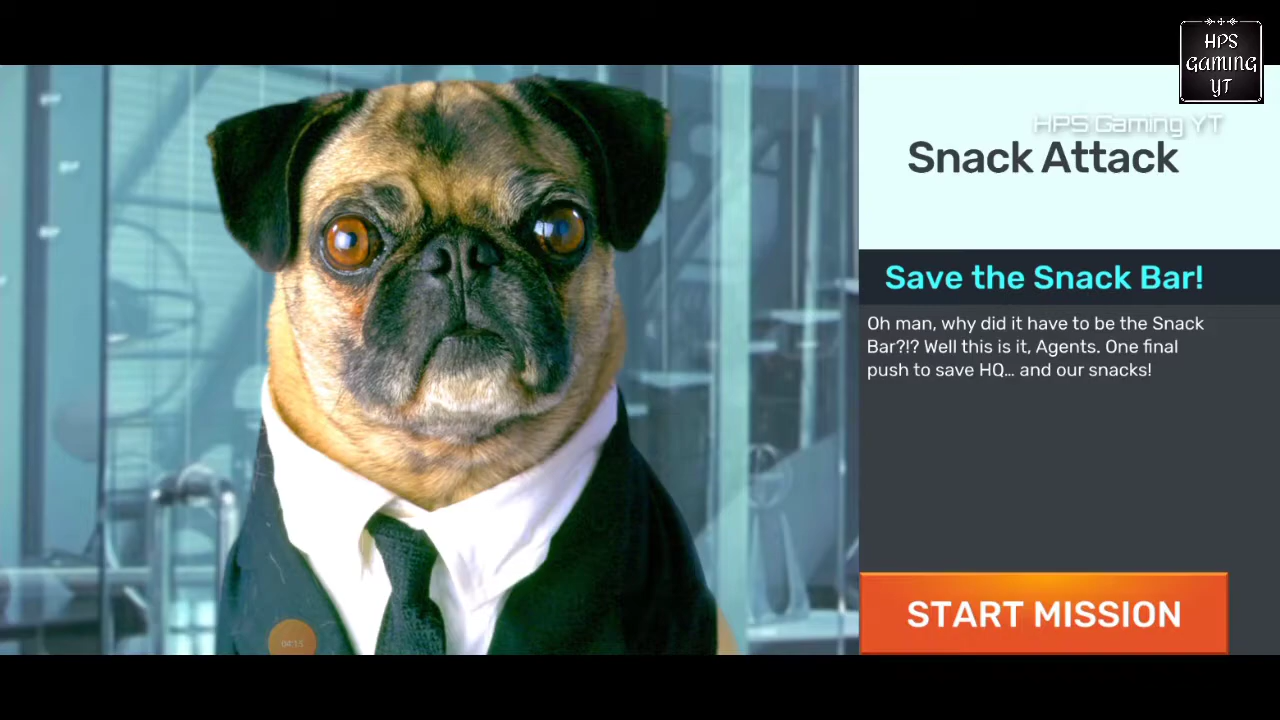 HPS
GAMING
YT
HPS Gaming YT
Snack Attack
Save the Snack Bar!
Oh man, why did it have to be the Snack
Bar?!? Well this is it, Agents. One final
push to save HQ... and our snacks!
START MISSION
04:15